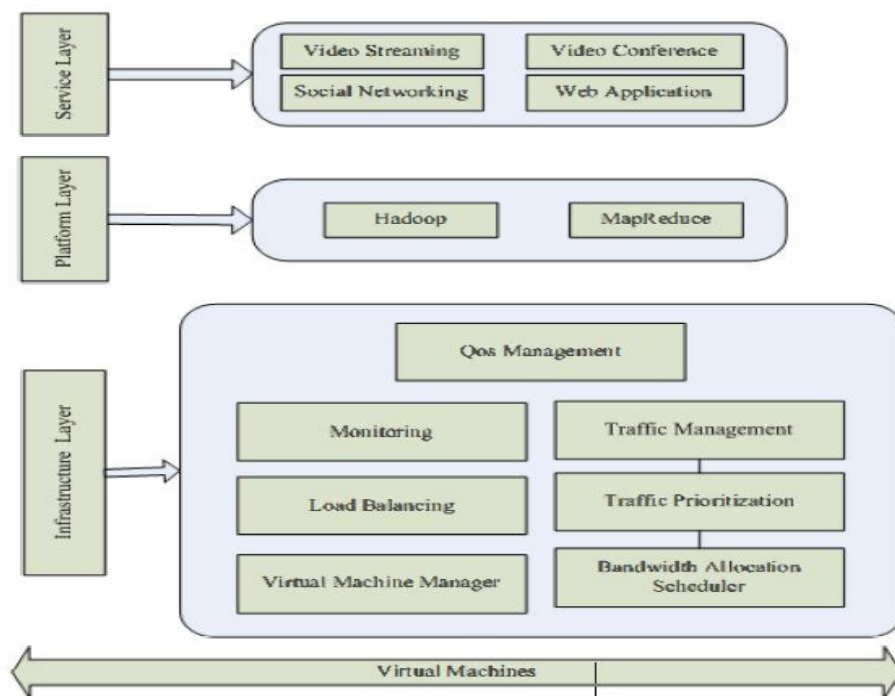 Service Layer
Video Streaming
Video Conference
Social Networking
Web Application
Platform Layer
Hadoop
MapReduce
Infrastructure Layer
Qos Management
Monitoring
Traffic Management
Load Balancing
Traffic Prioritization
Virtual Machine Manager
Bandwidth Allocation
Scheduler
Virtual Machines